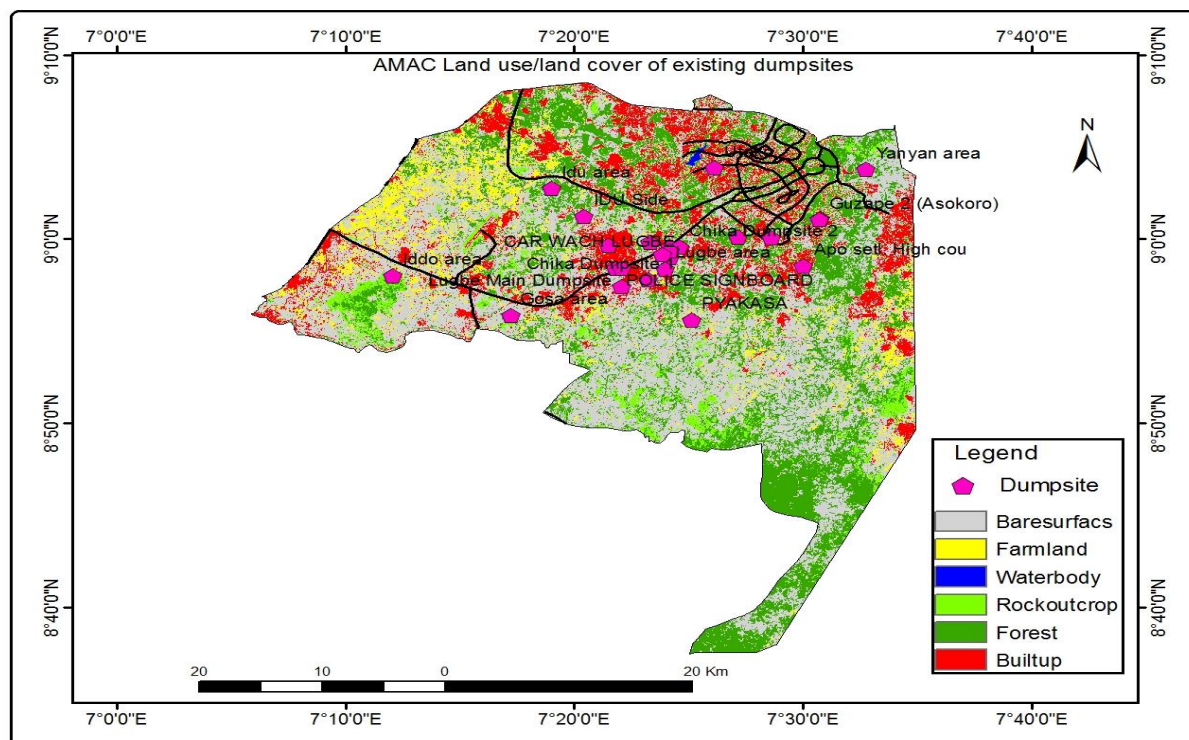 7°0'0"E 7°10'0"E 7°20'0"E 7°30'0"E 7°40'0"E
9°10'0"N 9°10'0"N
AMAC Land use/land cover of existing dumpsites
N
Yanyan area
Idu area
IDU Side
Guzape 2 (Asokoro)
9°0'0"N 9°0'0"N
Chika Dumpsite 2
CAR WACH LUGBE
Lugbe area
Apo setl. High cou
Iddo area
Chika Dumpsite 1
Lugbe Main Dumpsite
POLICE SIGNBOARD
Gosa area
PYAKASA
8°50'0"N 8°50'0"N
Legend
Dumpsite
Baresurfacs
Farmland
Waterbody
Rockoutcrop
Forest
Builtup
8°40'0"N 8°40'0"N
20 10 0 20 Km
7°0'0"E 7°10'0"E 7°20'0"E 7°30'0"E 7°40'0"E